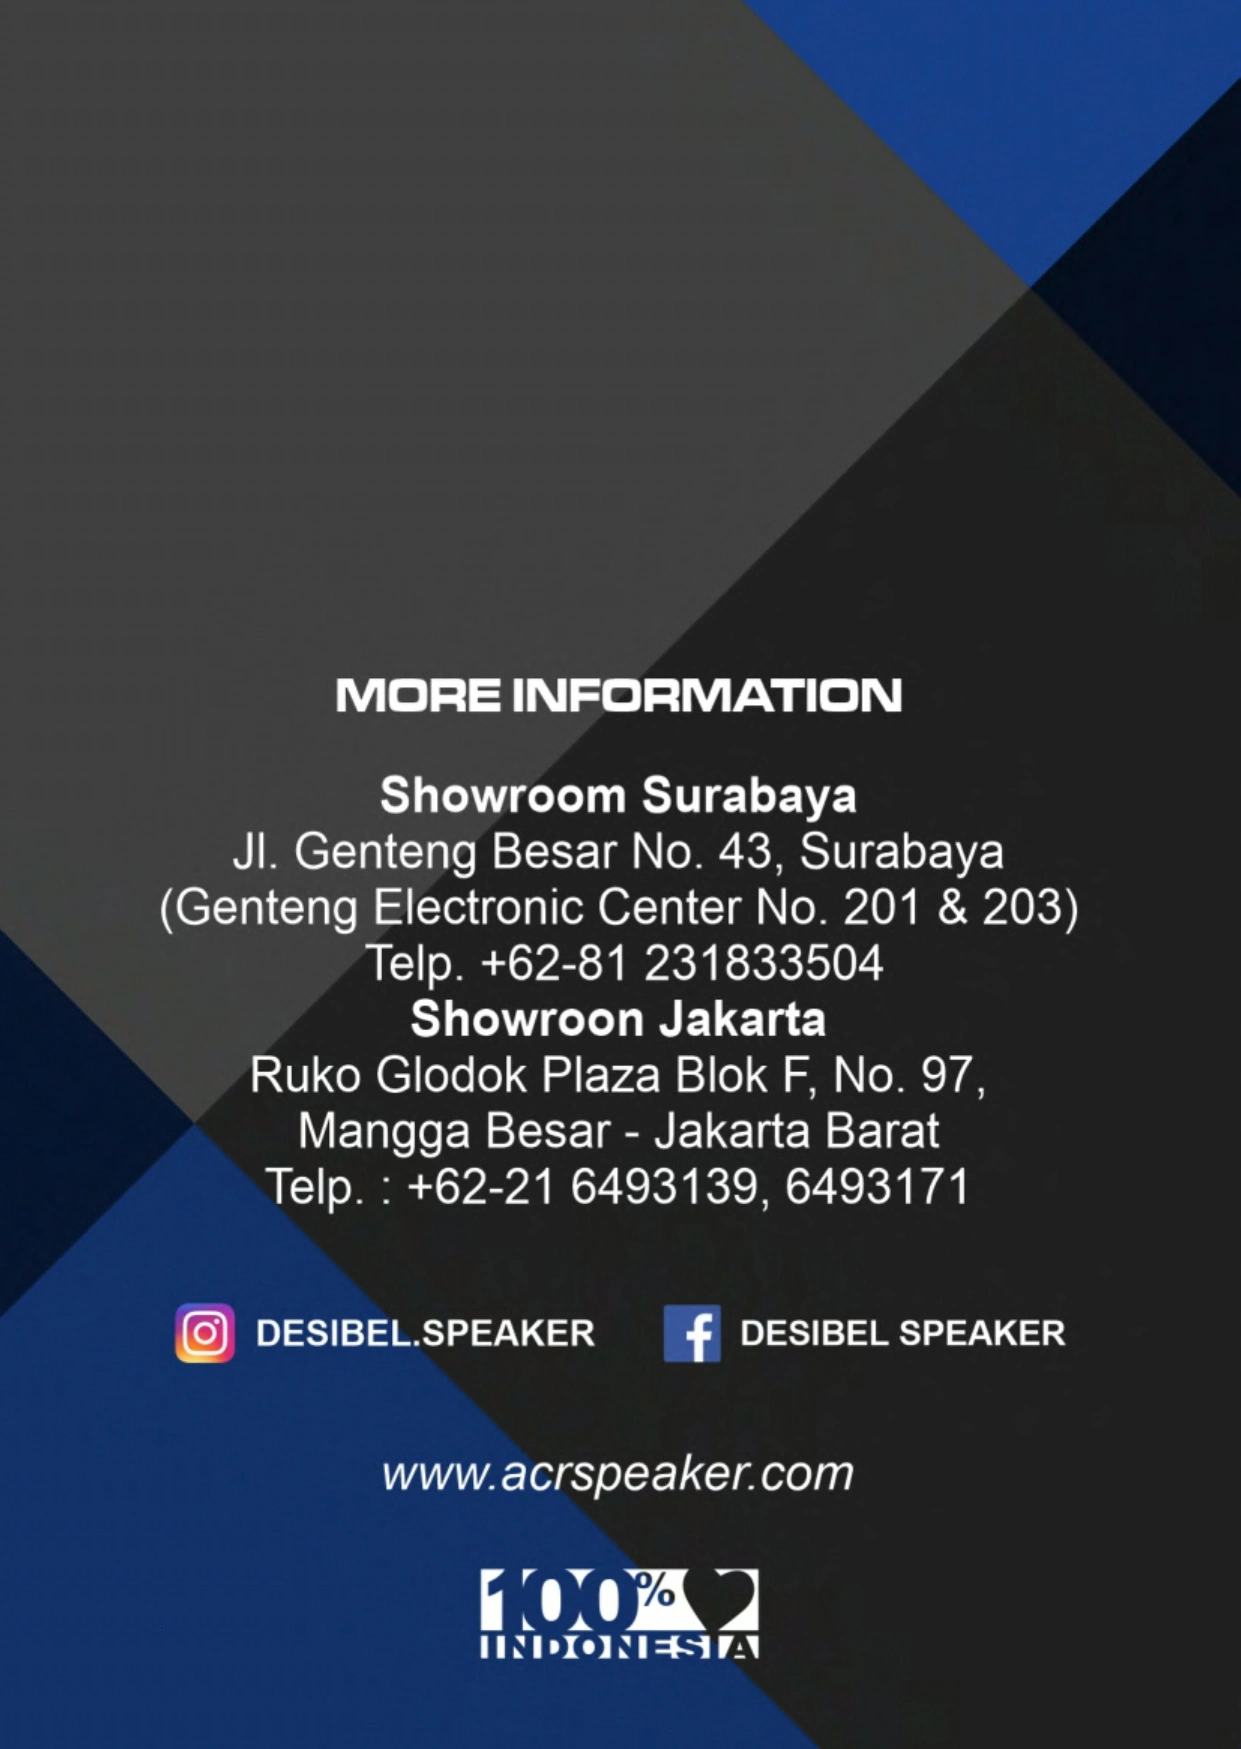 MORE INFORMATION
Showroom Surabaya
Jl. Genteng Besar No. 43, Surabaya
(Genteng Electronic Center No. 201 & 203)
Telp. +62-81 231833504
Showroon Jakarta
Ruko Glodok Plaza Blok F, No. 97,
Mangga Besar - Jakarta Barat
Telp. : +62-21 6493139, 6493171
DESIBEL.SPEAKER
DESIBEL SPEAKER
www.acrspeaker.com
100%
INDONESIA